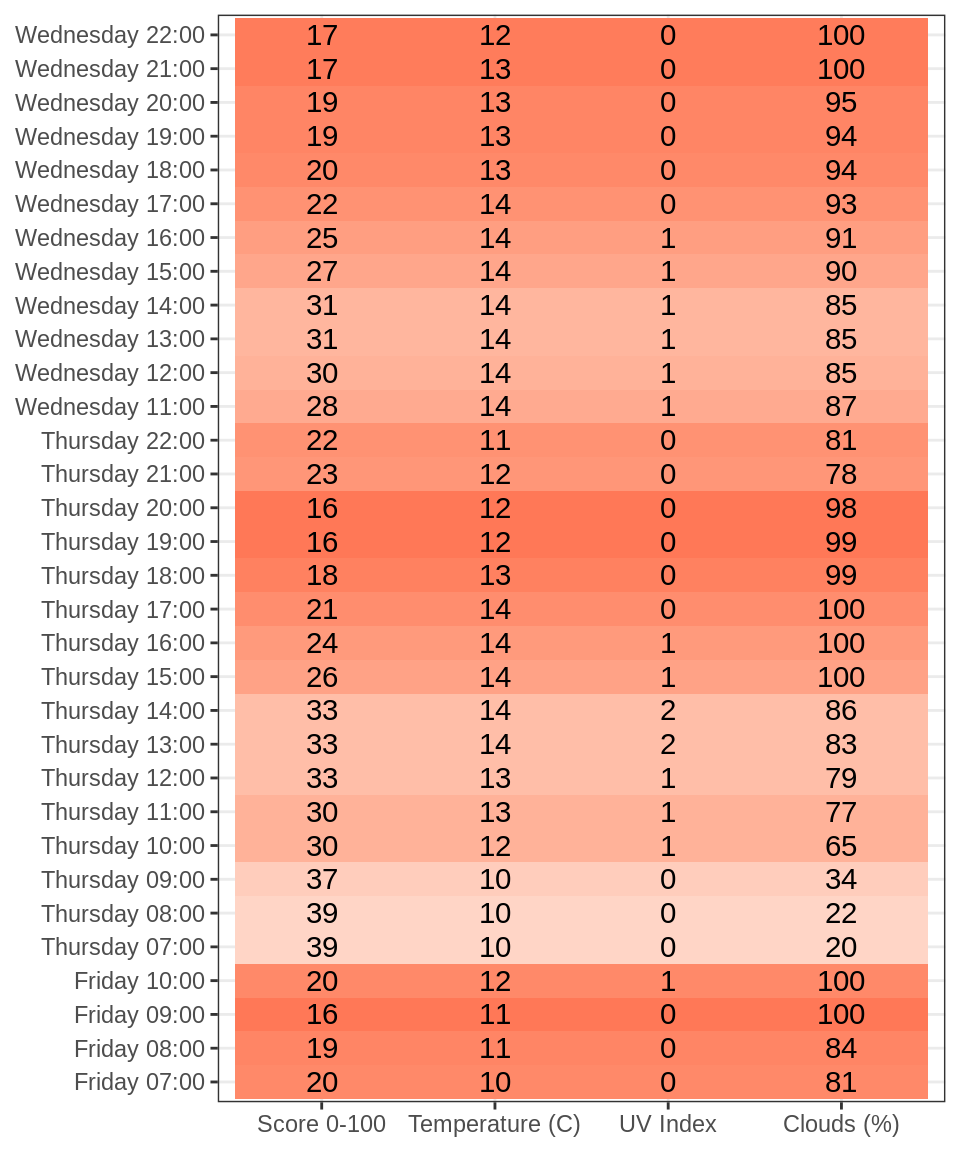 Wednesday 22:00 17 12 0 100
Wednesday 21:00 17 13 0 100
Wednesday 20:00 19 13 0 95
Wednesday 19:00 19 13 0 94
Wednesday 18:00 20 13 0 94
Wednesday 17:00 22 14 0 93
Wednesday 16:00 25 14 1 91
Wednesday 15:00 27 14 1 90
Wednesday 14:00 31 14 1 85
Wednesday 13:00 31 14 1 85
Wednesday 12:00 30 14 1 85
Wednesday 11:00 28 14 1 87
Thursday 22:00 22 11 0 81
Thursday 21:00 23 12 0 78
Thursday 20:00 16 12 0 98
Thursday 19:00 16 12 0 99
Thursday 18:00 18 13 0 99
Thursday 17:00 21 14 0 100
Thursday 16:00 24 14 1 100
Thursday 15:00 26 14 1 100
Thursday 14:00 33 14 2 86
Thursday 13:00 33 14 2 83
Thursday 12:00 33 13 1 79
Thursday 11:00 30 13 1 77
Thursday 10:00 30 12 1 65
Thursday 09:00 37 10 0 34
Thursday 08:00 39 10 0 22
Thursday 07:00 39 10 0 20
Friday 10:00 20 12 1 100
Friday 09:00 16 11 0 100
Friday 08:00 19 11 0 84
Friday 07:00 20 10 0 81
Score 0-100 Temperature (C) UV Index Clouds (%)